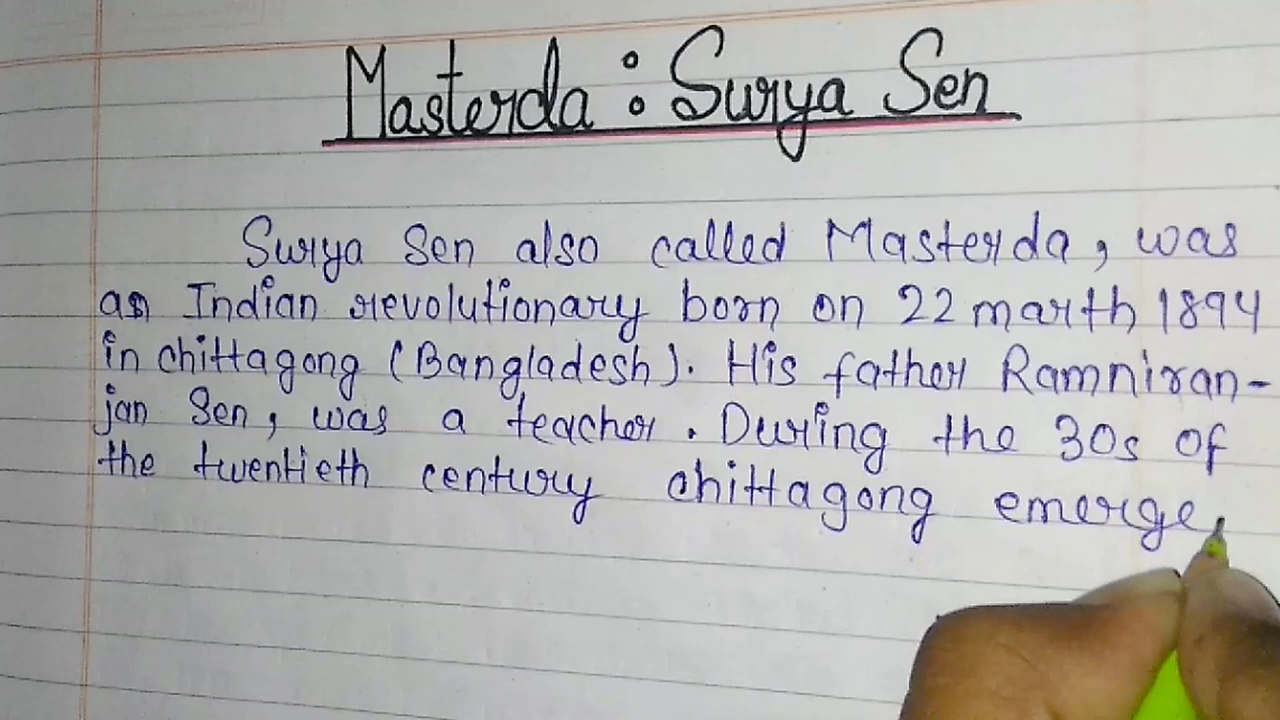 Masterda : Surya Sen
Surya Sen also called Masterda, was
an Indian revolutionary born on 22 march 1894
in chittagong (Bangladesh). His father Ramniran-
jan Sen, was a teacher. During the 30s of
the twentieth century chittagong emerge